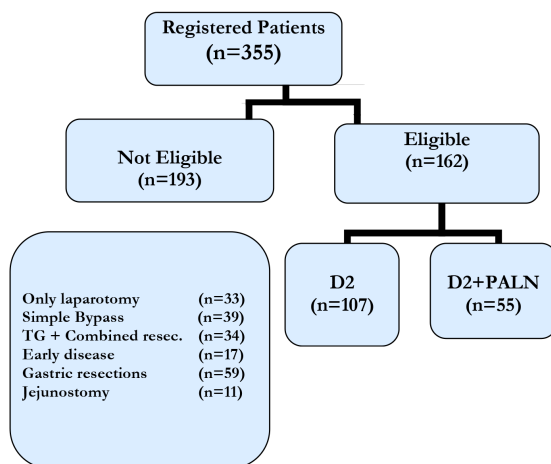 Registered Patients
(n=355)
Not Eligible
(n=193)
Eligible
(n=162)
Only laparotomy (n=33)
Simple Bypass (n=39)
TG + Combined resec. (n=34)
Early disease (n=17)
Gastric resections (n=59)
Jejunostomy (n=11)
D2
(n=107)
D2+PALN
(n=55)